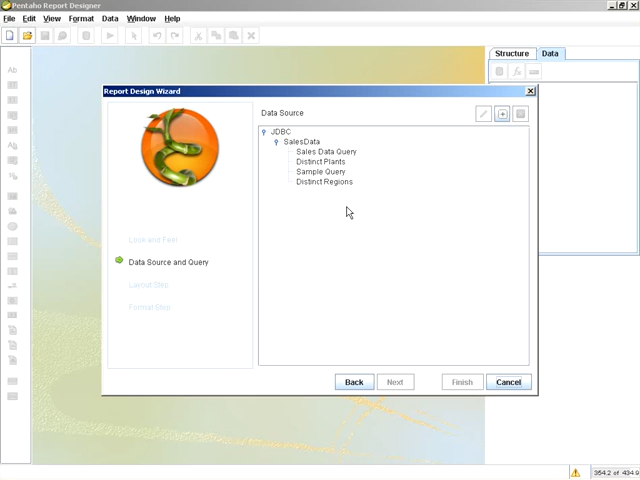 Pentaho Report Designer
File Edit View Format Data Window Help
Structure Data
Ab
Report Design Wizard
Data Source
JDBC
SalesData
Sales Data Query
Distinct Plants
Sample Query
Distinct Regions
Look and Feel
Data Source and Query
Layout Step
Format Step
Back Next Finish Cancel
354.2 of 434.9